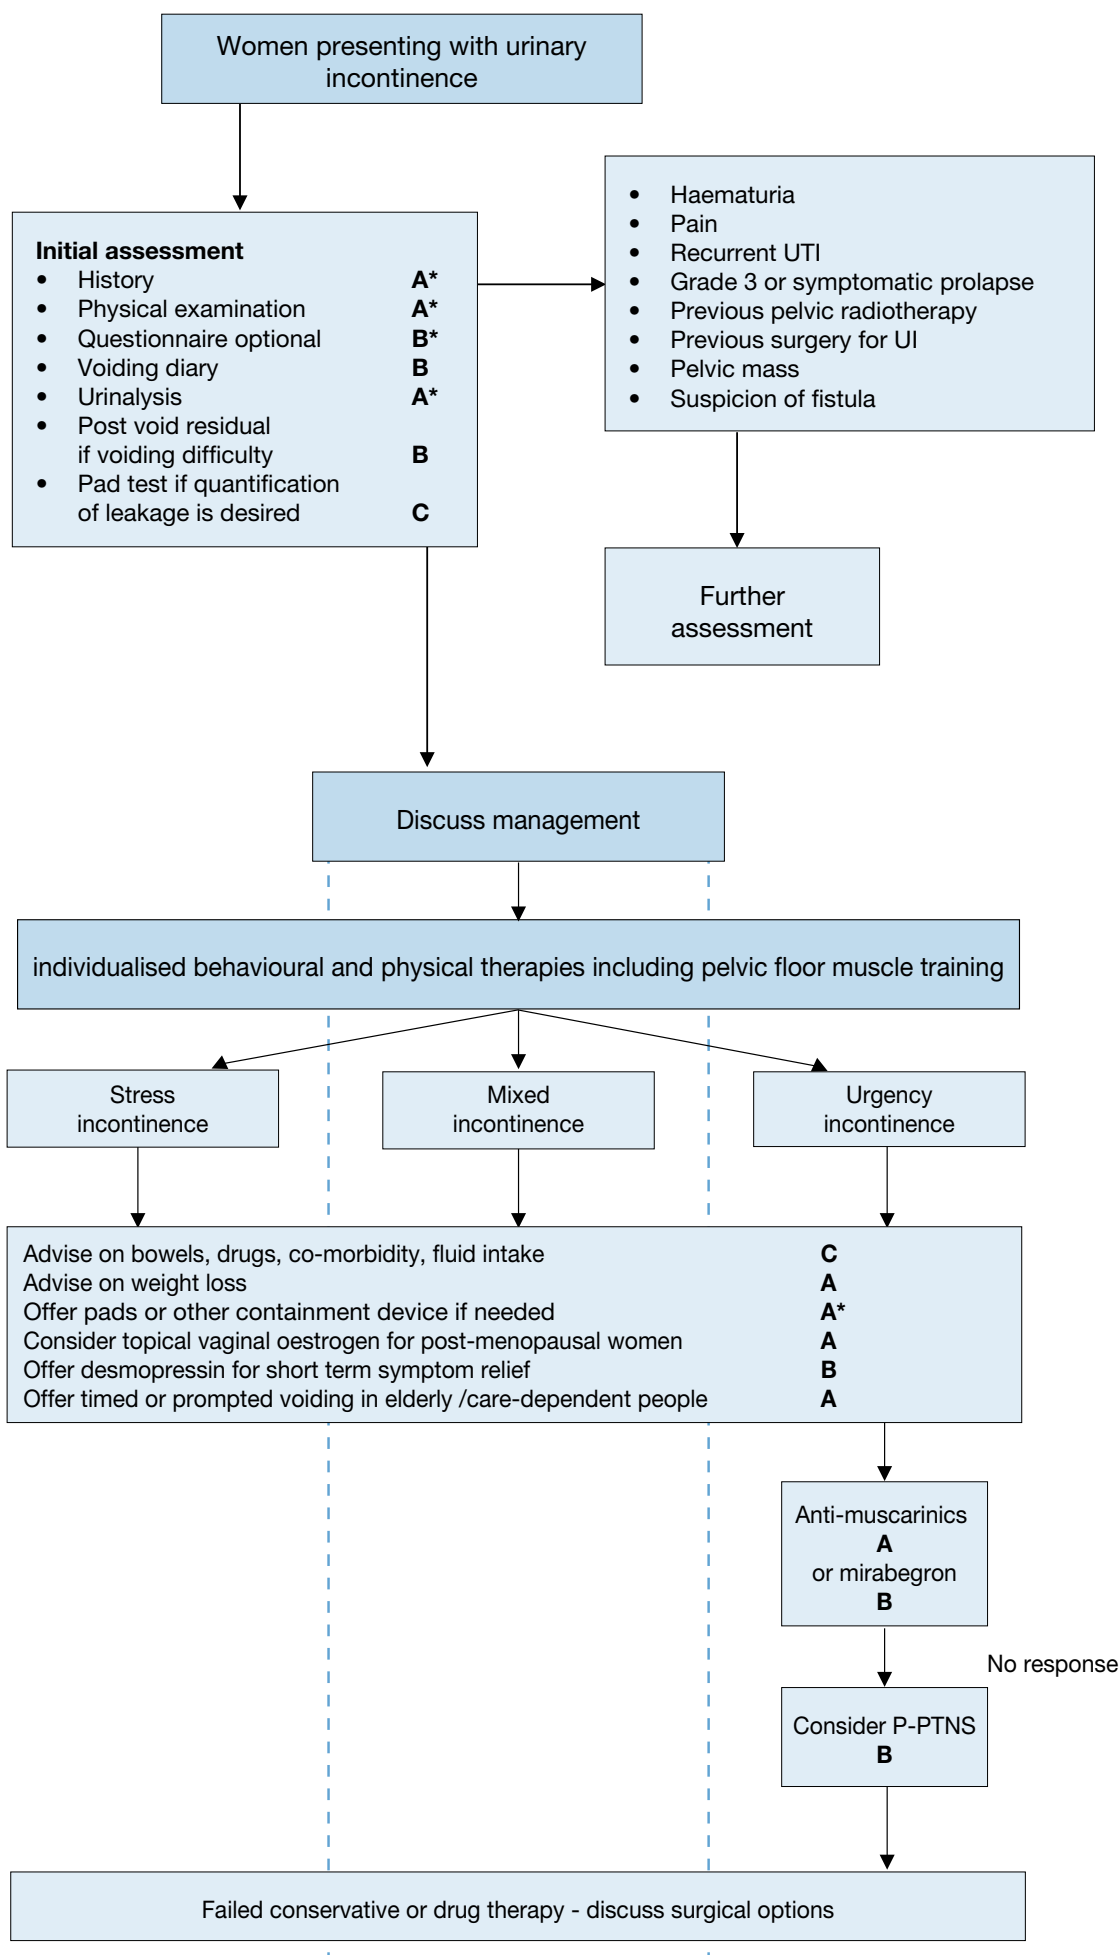 Women presenting with urinary
incontinence
Initial assessment
• History A*
• Physical examination A*
• Questionnaire optional B*
• Voiding diary B
• Urinalysis A*
• Post void residual
if voiding difficulty B
• Pad test if quantification
of leakage is desired C
• Haematuria
• Pain
• Recurrent UTI
• Grade 3 or symptomatic prolapse
• Previous pelvic radiotherapy
• Previous surgery for UI
• Pelvic mass
• Suspicion of fistula
Further
assessment
Discuss management
individualised behavioural and physical therapies including pelvic floor muscle training
Stress
incontinence
Mixed
incontinence
Urgency
incontinence
Advise on bowels, drugs, co-morbidity, fluid intake C
Advise on weight loss A
Offer pads or other containment device if needed A*
Consider topical vaginal oestrogen for post-menopausal women A
Offer desmopressin for short term symptom relief B
Offer timed or prompted voiding in elderly /care-dependent people A
Anti-muscarinics
A
or mirabegron
B
No response
Consider P-PTNS
B
Failed conservative or drug therapy - discuss surgical options